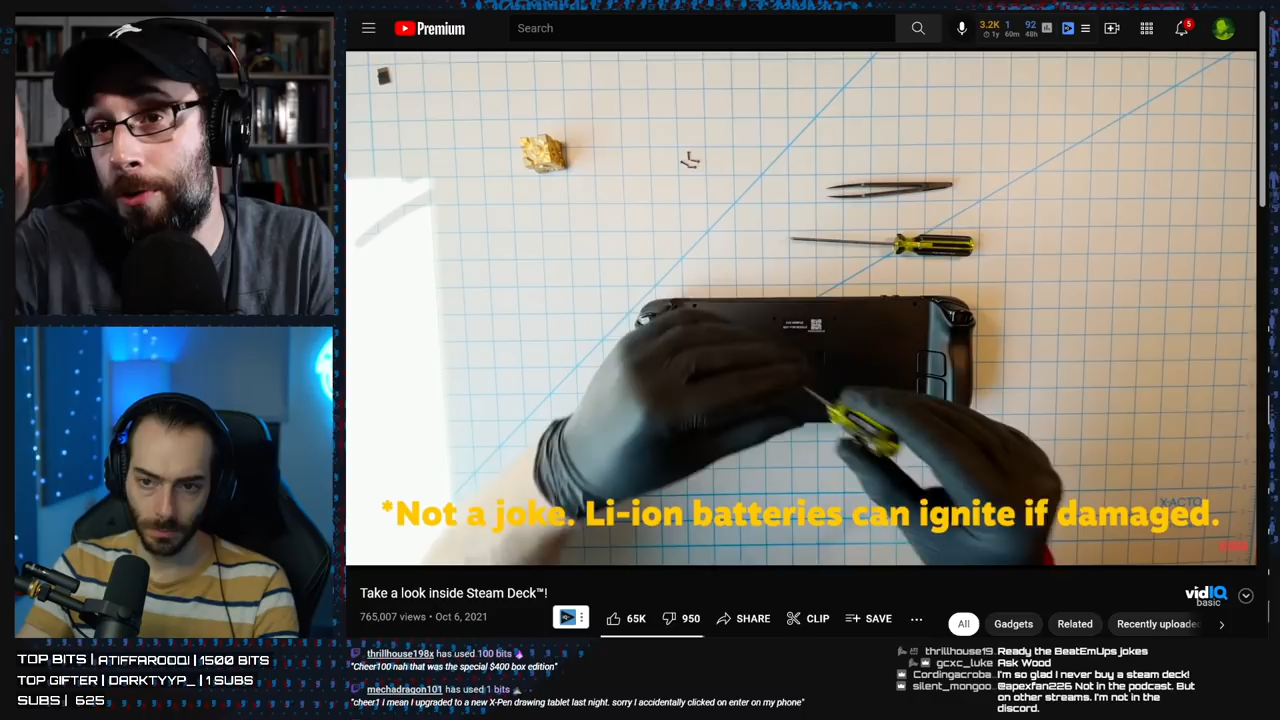 Premium
Search
3.2K 1 92
1y 60m 48h
5
*Not a joke. Li-ion batteries can ignite if damaged.
X-ACTO
Take a look inside Steam Deck™!
765,007 views • Oct 6, 2021
65K
950
SHARE
CLIP
SAVE
vidIQ
basic
All
Gadgets
Related
Recently uploaded
TOP BITS | ATIFFAROOQI | 1500 BITS
TOP GIFTER | DARKTYYP_ | 1 SUBS
SUBS | 625
thrillhouse198x has used 100 bits
"Cheer100 nah that was the special $400 box edition"
mechadragon101 has used 1 bits
"cheer1 I mean I upgraded to a new X-Pen drawing tablet last night. sorry I accidentally clicked on enter on my phone"
thrillhouse19. Ready the BeatEmUps jokes
gcxc_luke Ask Wood
Cordingacroba. I'm so glad I never buy a steam deck!
silent_mongoo. @apexfan226 Not in the podcast. But
on other streams. I'm not in the
discord.